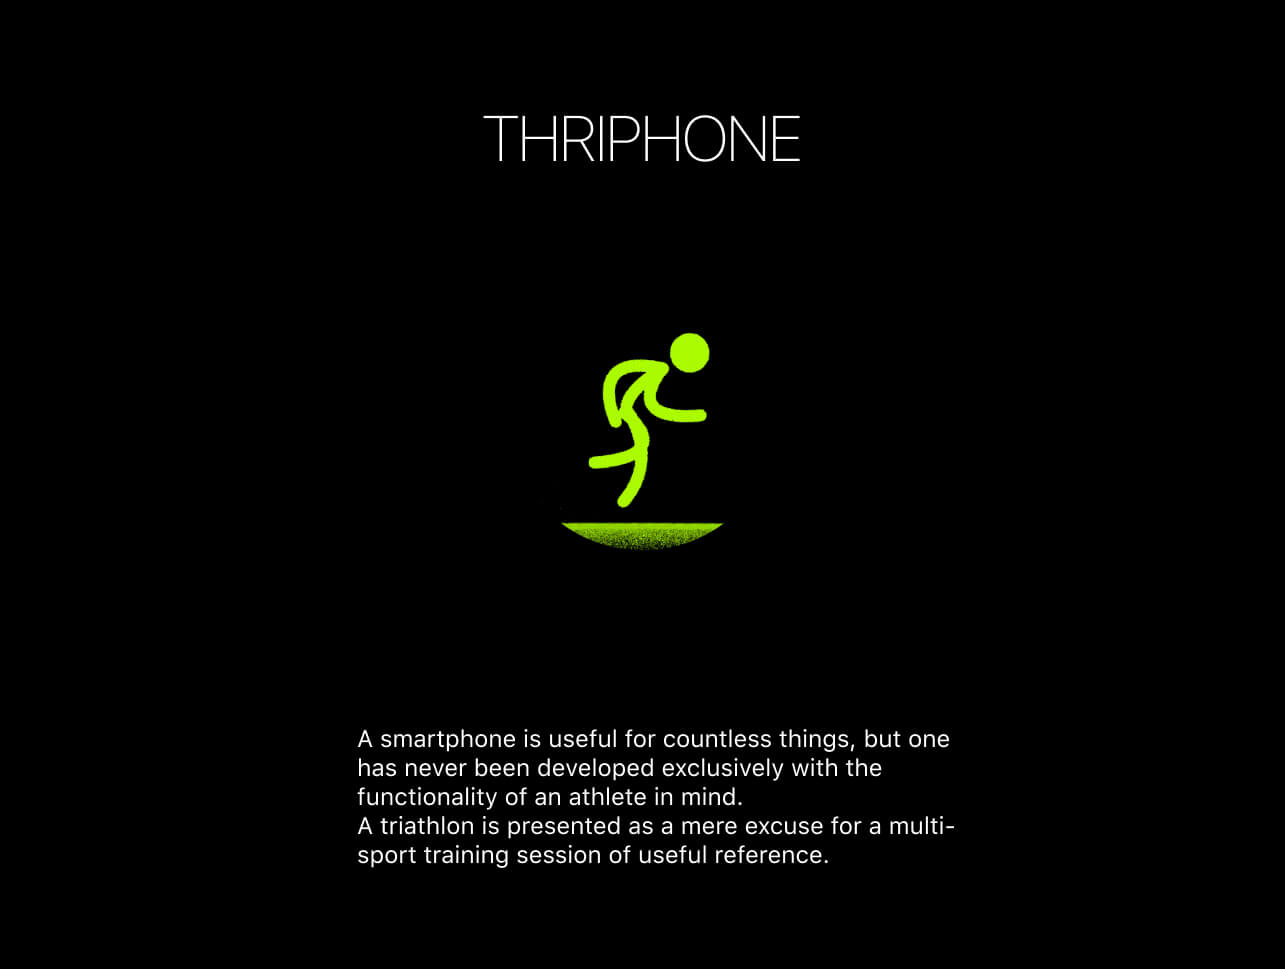 THRIPHONE
A smartphone is useful for countless things, but one
has never been developed exclusively with the
functionality of an athlete in mind.
A triathlon is presented as a mere excuse for a multi-
sport training session of useful reference.